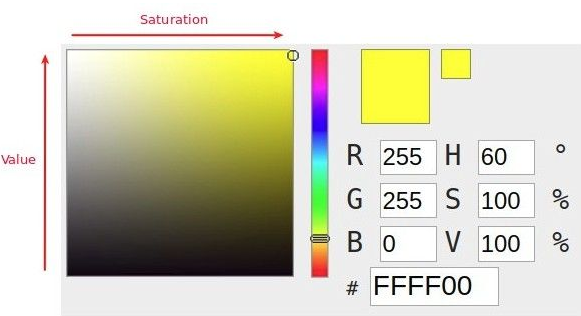 Saturation
Value
R 255 H 60 °
G 255 S 100 %
B 0 V 100 %
# FFFF00